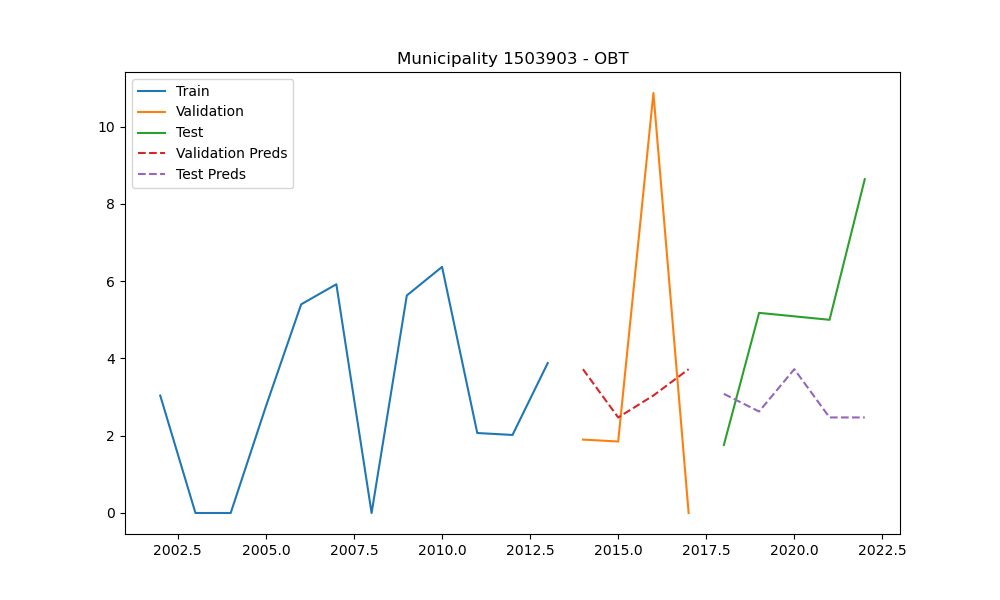 Municipality 1503903 - OBT
Train
Validation
Test
Validation Preds
Test Preds
10
8
6
4
2
0
2002.5 2005.0 2007.5 2010.0 2012.5 2015.0 2017.5 2020.0 2022.5